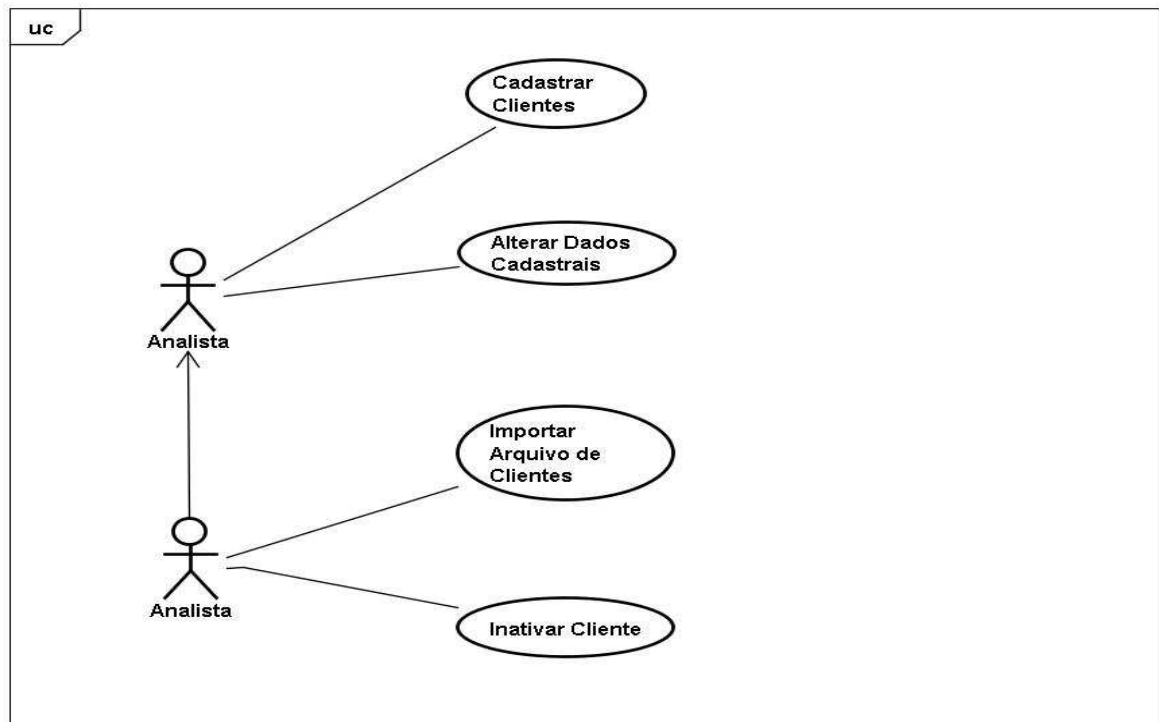 uc
Cadastrar
Clientes
Alterar Dados
Cadastrais
Analista
Importar
Arquivo de
Clientes
Analista
Inativar Cliente